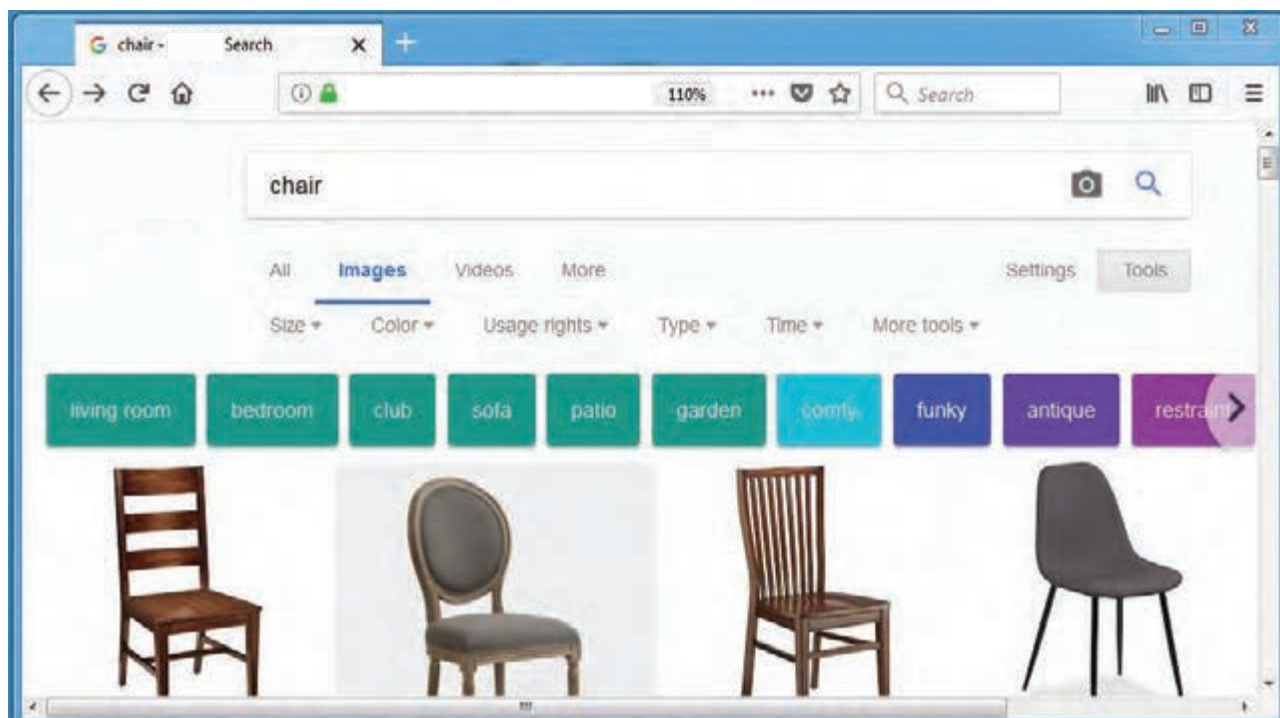 chair - Search
110%
Search
chair
All Images Videos More Settings Tools
Size Color Usage rights Type Time More tools
living room bedroom club sofa patio garden comfy funky antique restraint